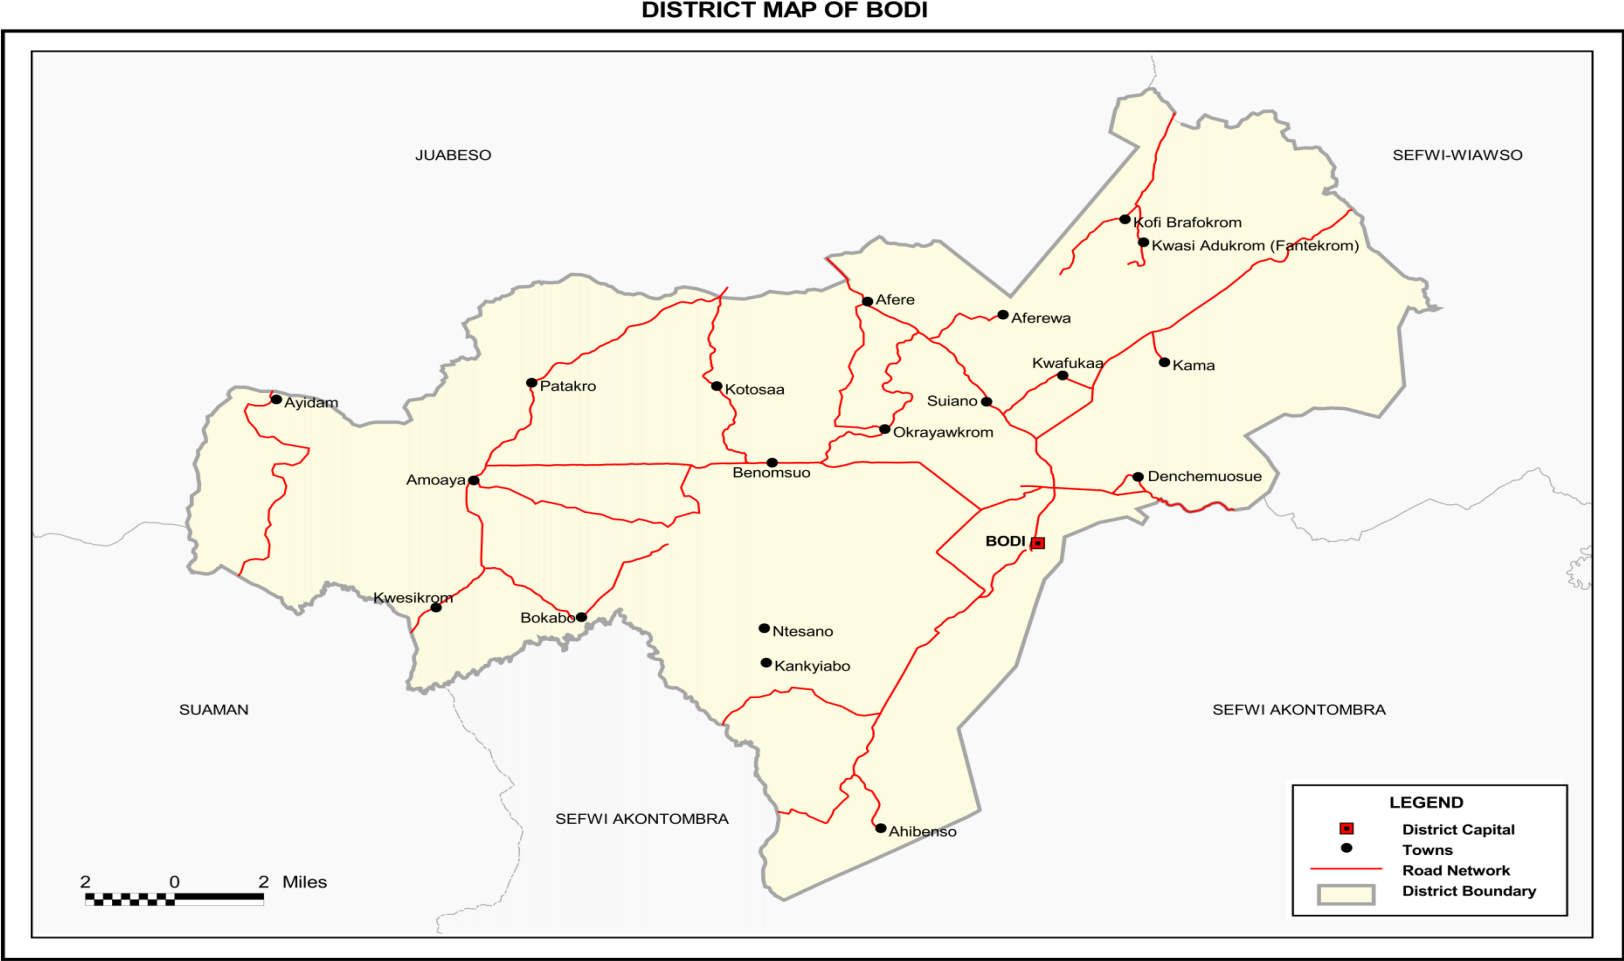 DISTRICT MAP OF BODI
JUABESO
SEFWI-WIAWSO
Kofi Brafokrom
Kwasi Adukrom (Fantekrom)
Afere
Aferewa
Kwafukaa
Kama
Patakro
Kotosaa
Suiano
Ayidam
Okrayawkrom
Benomsuo
Amoaya
Denchemuosue
BODI
Kwesikrom
Bokabo
Ntesano
Kankyiabo
SUAMAN
SEFWI AKONTOMBRA
SEFWI AKONTOMBRA
Ahibenso
2 0 2 Miles
LEGEND
District Capital
Towns
Road Network
District Boundary